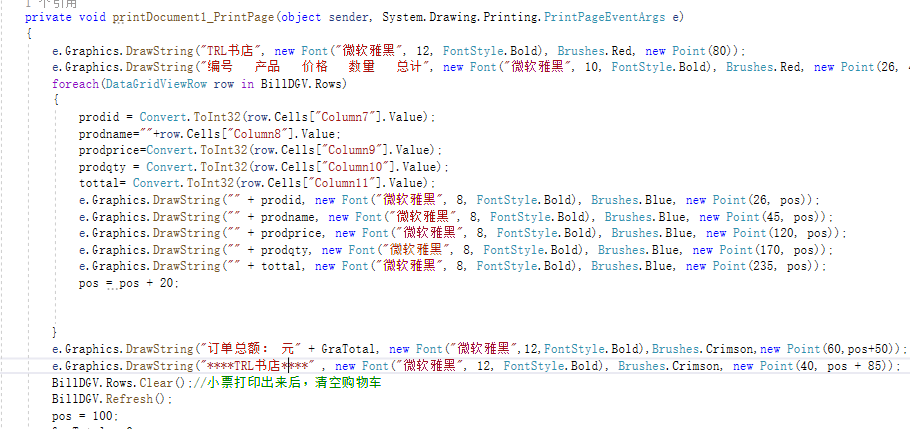 1 个引用
private void printDocument1_PrintPage(object sender, System.Drawing.Printing.PrintPageEventArgs e)
{
e.Graphics.DrawString("TRL书店", new Font("微软雅黑", 12, FontStyle.Bold), Brushes.Red, new Point(80));
e.Graphics.DrawString("编号   产品   价格   数量   总计", new Font("微软雅黑", 10, FontStyle.Bold), Brushes.Red, new Point(26,
foreach(DataGridViewRow row in BillDGV.Rows)
{
prodid = Convert.ToInt32(row.Cells["Column7"].Value);
prodname=""+row.Cells["Column8"].Value;
prodprice=Convert.ToInt32(row.Cells["Column9"].Value);
prodqty = Convert.ToInt32(row.Cells["Column10"].Value);
tottal= Convert.ToInt32(row.Cells["Column11"].Value);
e.Graphics.DrawString("" + prodid, new Font("微软雅黑", 8, FontStyle.Bold), Brushes.Blue, new Point(26, pos));
e.Graphics.DrawString("" + prodname, new Font("微软雅黑", 8, FontStyle.Bold), Brushes.Blue, new Point(45, pos));
e.Graphics.DrawString("" + prodprice, new Font("微软雅黑", 8, FontStyle.Bold), Brushes.Blue, new Point(120, pos));
e.Graphics.DrawString("" + prodqty, new Font("微软雅黑", 8, FontStyle.Bold), Brushes.Blue, new Point(170, pos));
e.Graphics.DrawString("" + tottal, new Font("微软雅黑", 8, FontStyle.Bold), Brushes.Blue, new Point(235, pos));
pos = pos + 20;
}
e.Graphics.DrawString("订单总额： 元" + GraTotal, new Font("微软雅黑",12,FontStyle.Bold),Brushes.Crimson,new Point(60,pos+50));
e.Graphics.DrawString("****TRL书店****" , new Font("微软雅黑", 12, FontStyle.Bold), Brushes.Crimson, new Point(40, pos + 85));
BillDGV.Rows.Clear();//小票打印出来后，清空购物车
BillDGV.Refresh();
pos = 100;